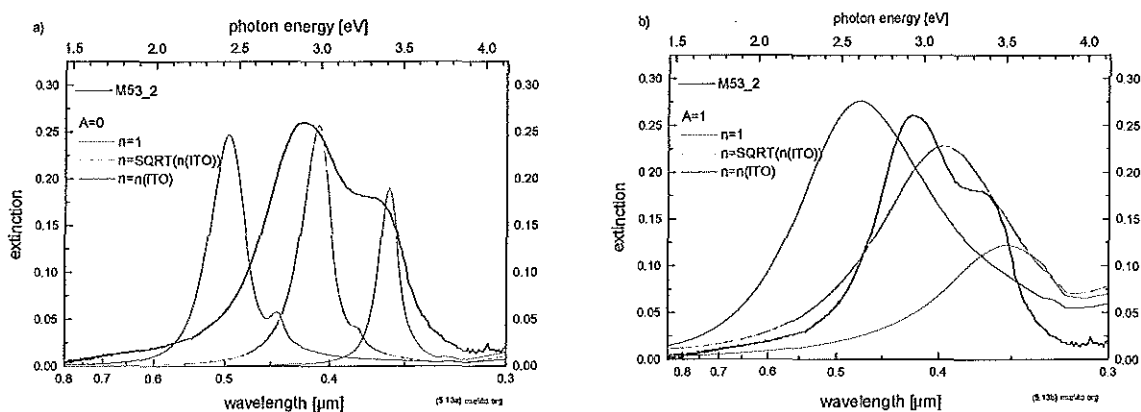 a)
photon energy [eV]
1.5 2.0 2.5 3.0 3.5 4.0
M53_2
A=0
n=1
n=SQRT(n(ITO))
n=n(ITO)
extinction
0.30 0.30
0.25 0.25
0.20 0.20
0.15 0.15
0.10 0.10
0.05 0.05
0.00 0.00
0.8 0.7 0.6 0.5 0.4 0.3
wavelength [µm]
b)
photon energy [eV]
1.5 2.0 2.5 3.0 3.5 4.0
M53_2
A=1
n=1
n=SQRT(n(ITO))
n=n(ITO)
extinction
0.30 0.30
0.25 0.25
0.20 0.20
0.15 0.15
0.10 0.10
0.05 0.05
0.00 0.00
0.8 0.7 0.6 0.5 0.4 0.3
wavelength [µm]